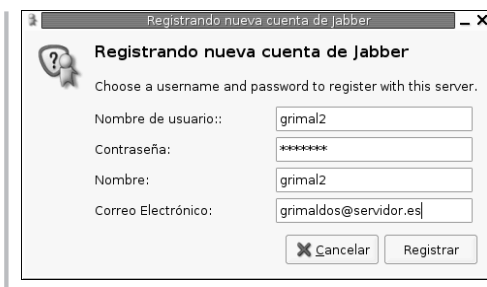 Registrando nueva cuenta de Jabber
Registrando nueva cuenta de Jabber
Choose a username and password to register with this server.
Nombre de usuario:: grimal2
Contraseña: *******
Nombre: grimal2
Correo Electrónico: grimaldos@servidor.es
Cancelar Registrar